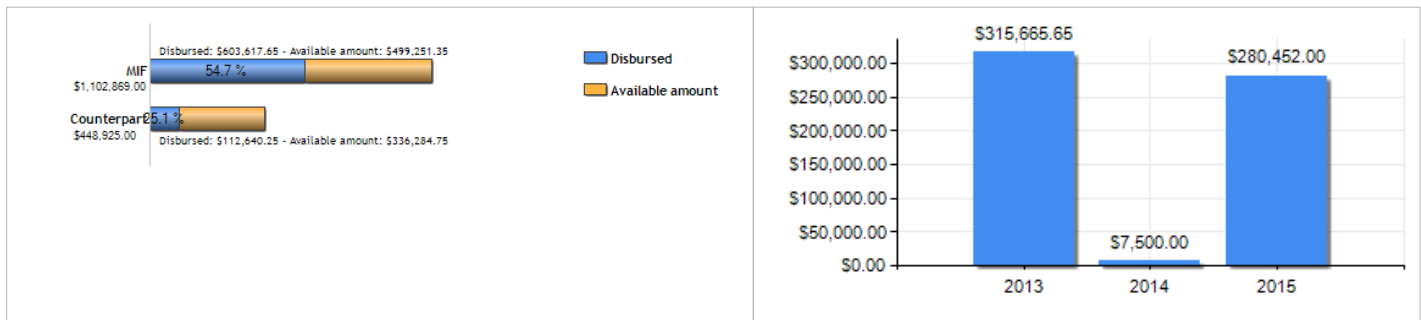 Disbursed: $603,617.65 - Available amount: $499,251.35
MIF
$1,102,869.00
54.7 %
Counterpart
$448,925.00
25.1 %
Disbursed: $112,640.25 - Available amount: $336,284.75
Disbursed
Available amount
$315,665.65
$300,000.00
$250,000.00
$200,000.00
$150,000.00
$100,000.00
$50,000.00
$0.00
$7,500.00
$280,452.00
2013 2014 2015